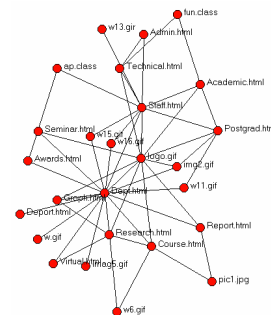 fun.class
w13.gif
Admin.html
Technical.html
ap.class
Academic.html
Staff.html
Seminar.html
w15.gif
Postgrad.html
w16.gif
logo.gif
Awards.html
img2.gif
Dept.html
w11.gif
Graph.html
Deport.html
Report.html
w.gif
Research.html
Course.html
Virtual.html
imag5.gif
pic1.jpg
w6.gif